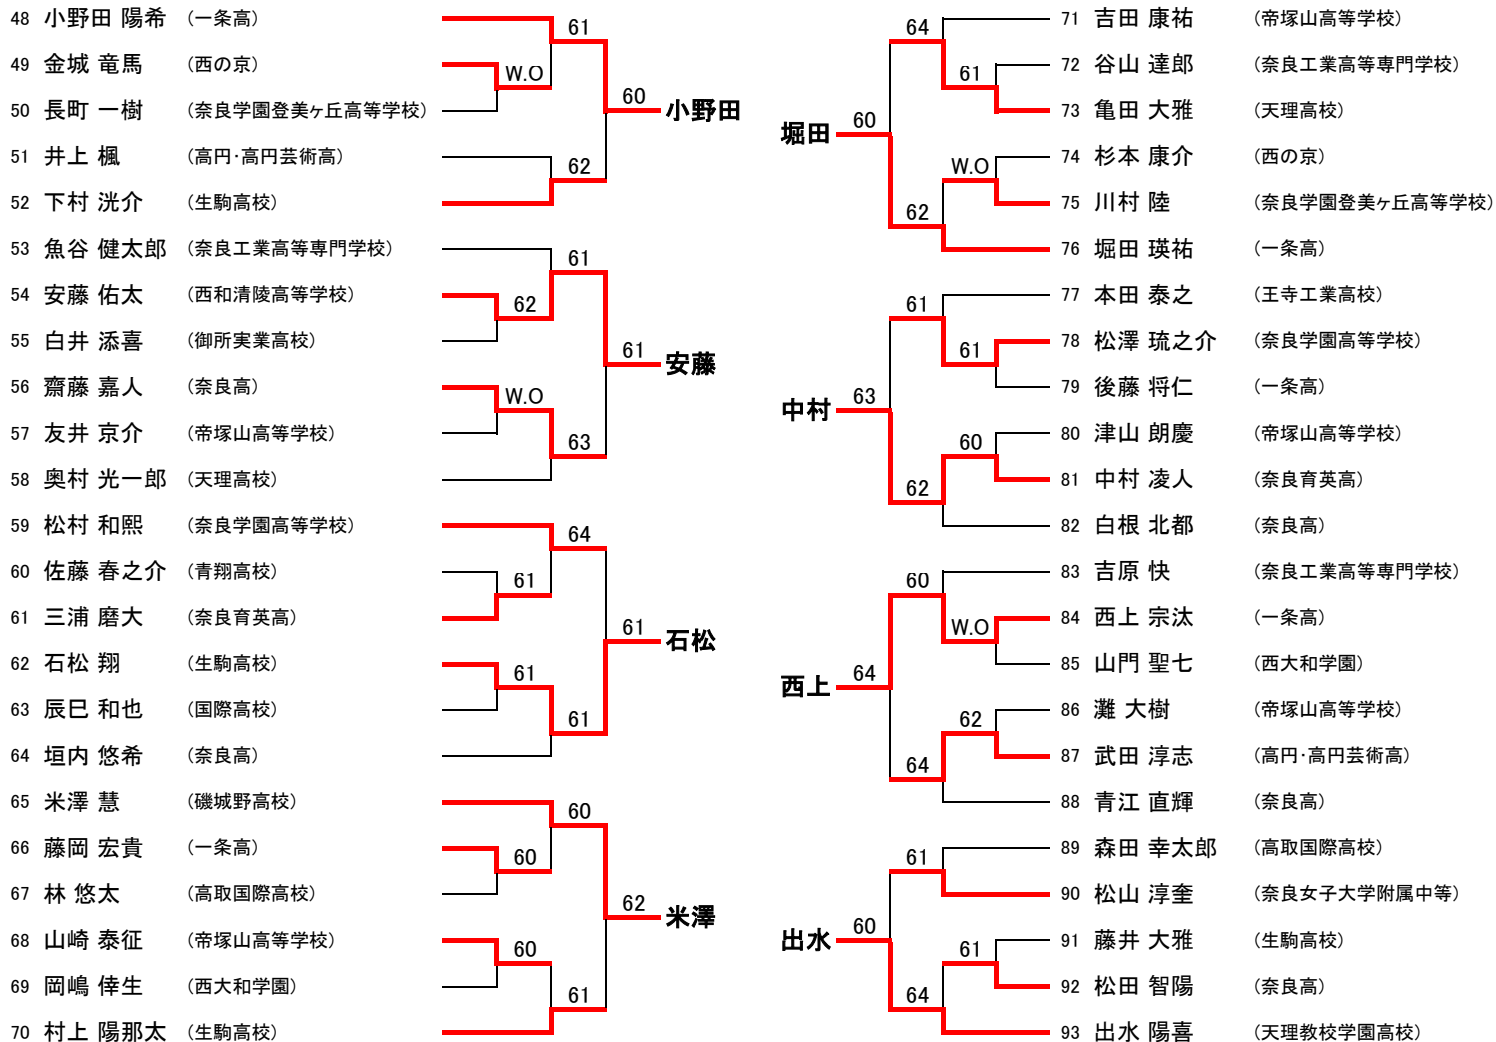 48 小野田 陽希 (一条高)
49 金城 竜馬 (西の京)
50 長町 一樹 (奈良学園登美ヶ丘高等学校)
51 井上 楓 (高円・高円芸術高)
52 下村 洸介 (生駒高校)
53 魚谷 健太郎 (奈良工業高等専門学校)
54 安藤 佑太 (西和清陵高等学校)
55 白井 添喜 (御所実業高校)
56 齋藤 嘉人 (奈良高)
57 友井 京介 (帝塚山高等学校)
58 奥村 光一郎 (天理高校)
59 松村 和熙 (奈良学園高等学校)
60 佐藤 春之介 (青翔高校)
61 三浦 磨大 (奈良育英高)
62 石松 翔 (生駒高校)
63 辰巳 和也 (国際高校)
64 垣内 悠希 (奈良高)
65 米澤 慧 (磯城野高校)
66 藤岡 宏貴 (一条高)
67 林 悠太 (高取国際高校)
68 山崎 泰征 (帝塚山高等学校)
69 岡嶋 倖生 (西大和学園)
70 村上 陽那太 (生駒高校)
61
W.O
60
小野田
62
61
62
61
安藤
W.O
63
64
61
61
石松
61
61
60
60
62
米澤
60
61
64
61
60
堀田
W.O
62
61
61
63
中村
60
62
60
W.O
64
西上
62
64
61
60
出水
61
64
71 吉田 康祐 (帝塚山高等学校)
72 谷山 達郎 (奈良工業高等専門学校)
73 亀田 大雅 (天理高校)
74 杉本 康介 (西の京)
75 川村 陸 (奈良学園登美ヶ丘高等学校)
76 堀田 瑛祐 (一条高)
77 本田 泰之 (王寺工業高校)
78 松澤 琉之介 (奈良学園高等学校)
79 後藤 将仁 (一条高)
80 津山 朗慶 (帝塚山高等学校)
81 中村 凌人 (奈良育英高)
82 白根 北都 (奈良高)
83 吉原 快 (奈良工業高等専門学校)
84 西上 宗汰 (一条高)
85 山門 聖七 (西大和学園)
86 灘 大樹 (帝塚山高等学校)
87 武田 淳志 (高円・高円芸術高)
88 青江 直輝 (奈良高)
89 森田 幸太郎 (高取国際高校)
90 松山 淳奎 (奈良女子大学附属中等)
91 藤井 大雅 (生駒高校)
92 松田 智陽 (奈良高)
93 出水 陽喜 (天理教校学園高校)